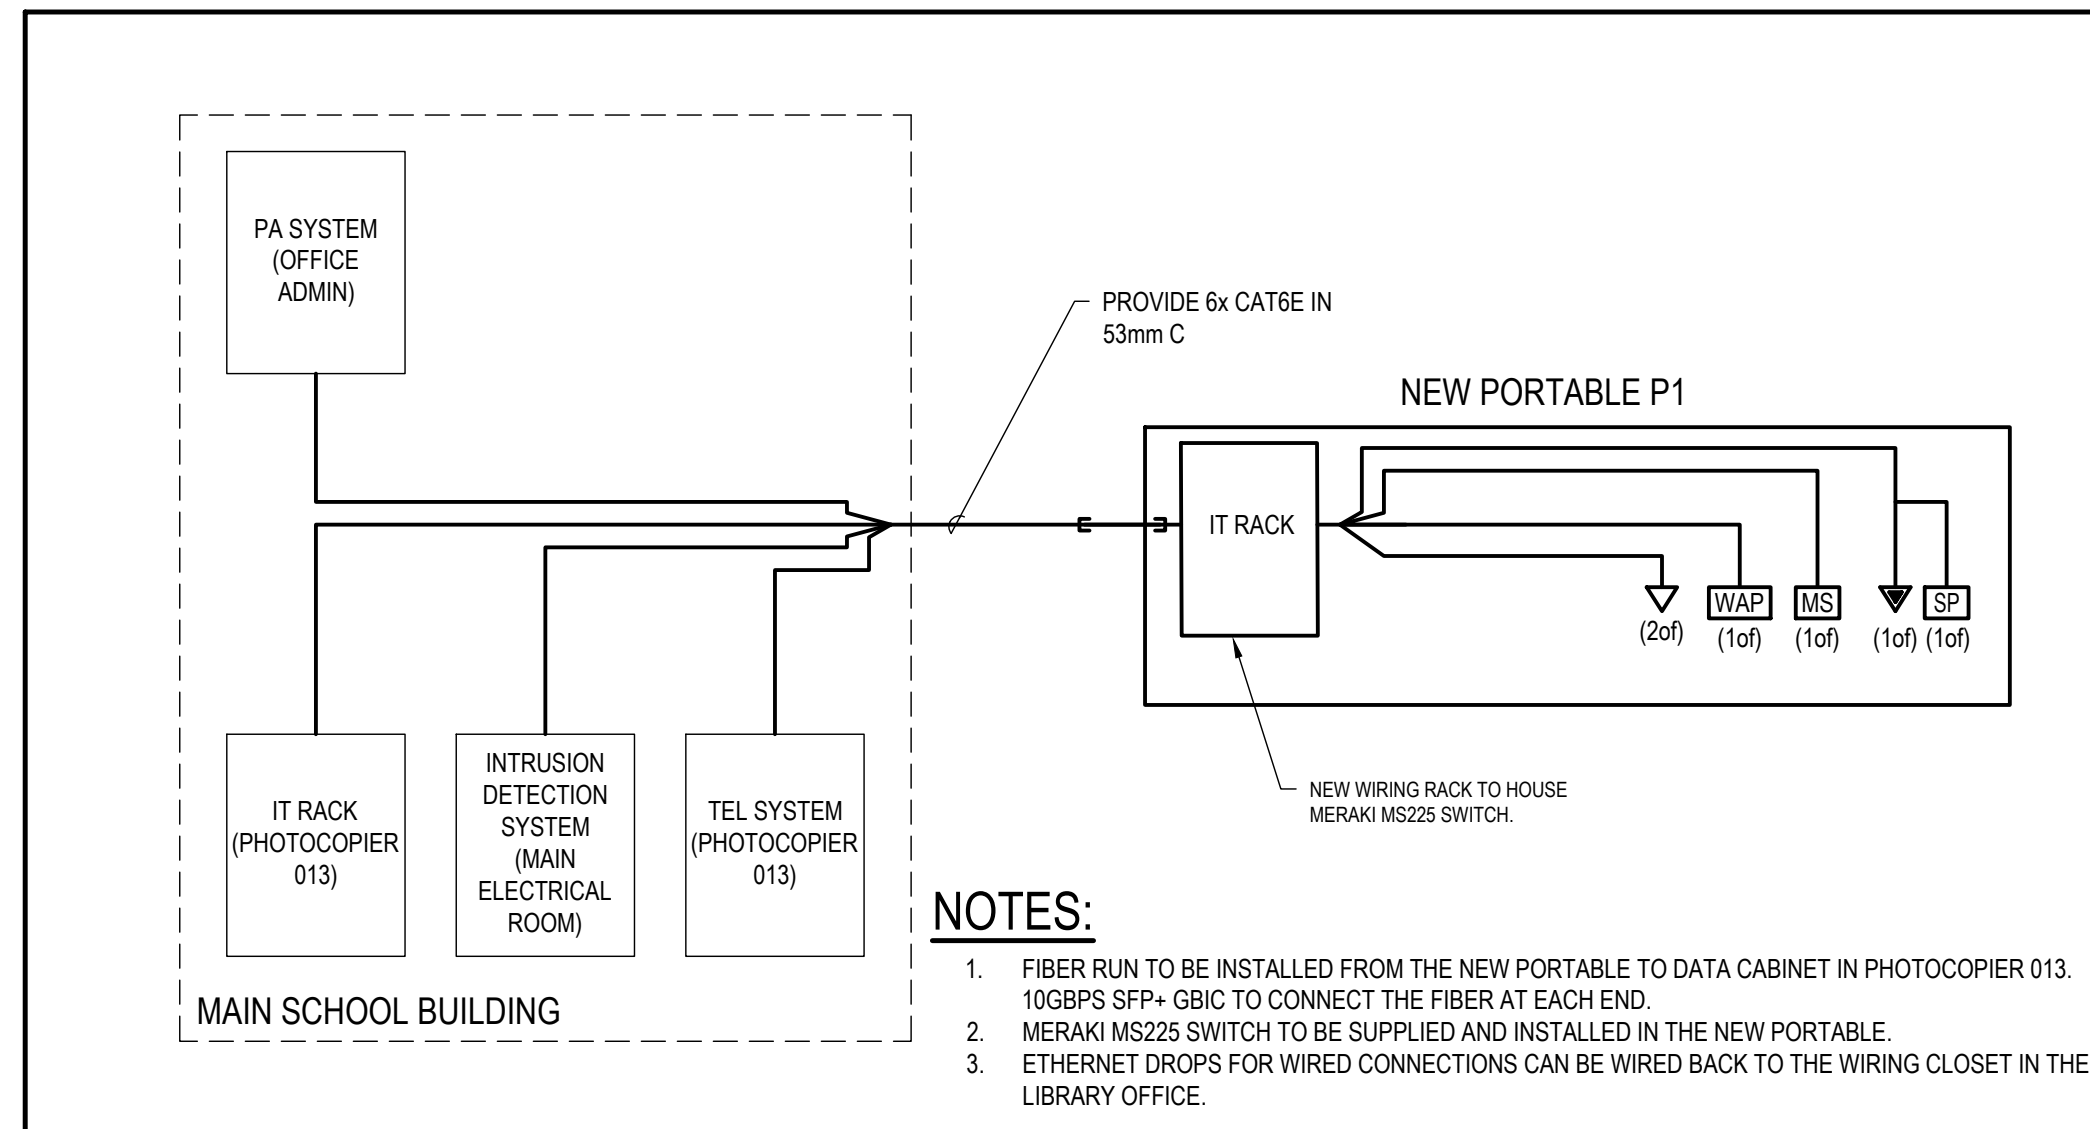 PA SYSTEM
(OFFICE
ADMIN)
PROVIDE 6x CAT6E IN
53mm C
NEW PORTABLE P1
IT RACK
WAP
MS
SP
(2of)
(1of)
(1of)
(1of)
(1of)
NEW WIRING RACK TO HOUSE
MERAKI MS225 SWITCH.
IT RACK
(PHOTOCOPIER
013)
INTRUSION
DETECTION
SYSTEM
(MAIN
ELECTRICAL
ROOM)
TEL SYSTEM
(PHOTOCOPIER
013)
MAIN SCHOOL BUILDING
NOTES:
1. FIBER RUN TO BE INSTALLED FROM THE NEW PORTABLE TO DATA CABINET IN PHOTOCOPIER 013.
10GBPS SFP+ GBIC TO CONNECT THE FIBER AT EACH END.
2. MERAKI MS225 SWITCH TO BE SUPPLIED AND INSTALLED IN THE NEW PORTABLE.
3. ETHERNET DROPS FOR WIRED CONNECTIONS CAN BE WIRED BACK TO THE WIRING CLOSET IN THE
LIBRARY OFFICE.